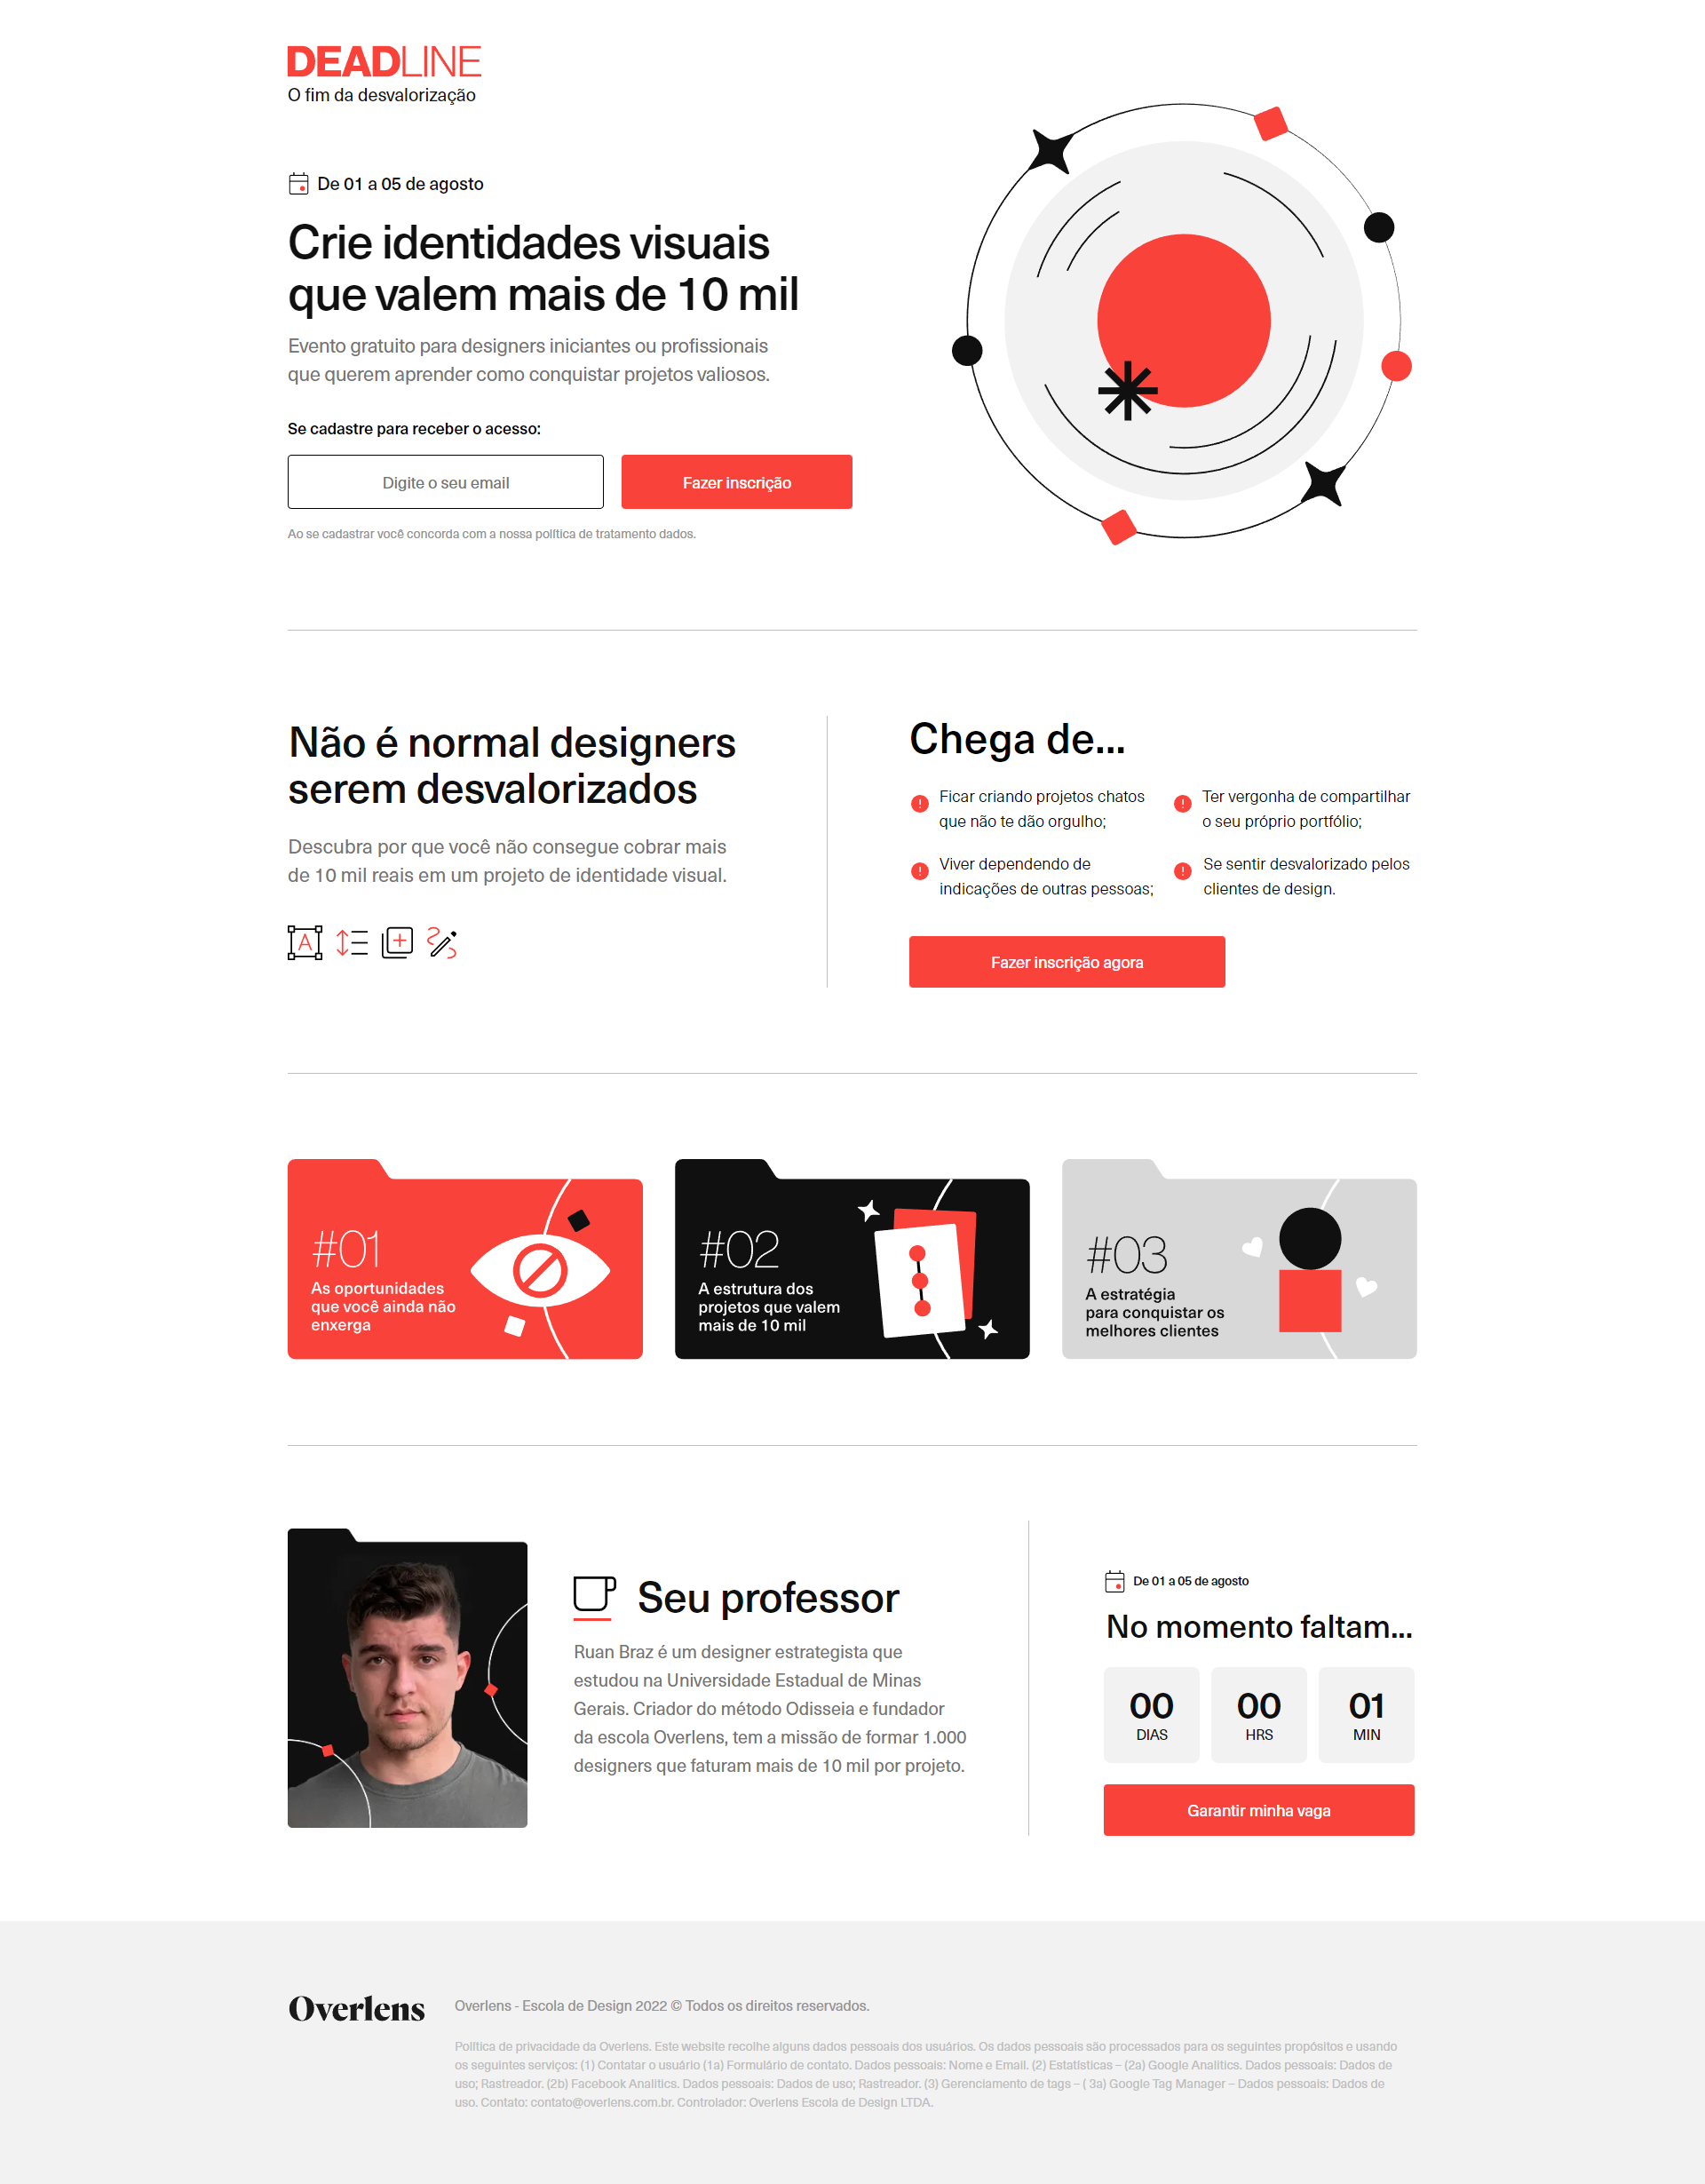 DEADLINE
O fim da desvalorização
De 01 a 05 de agosto
Crie identidades visuais
que valem mais de 10 mil
Evento gratuito para designers iniciantes ou profissionais
que querem aprender como conquistar projetos valiosos.
Se cadastre para receber o acesso:
Digite o seu email
Fazer inscrição
Ao se cadastrar você concorda com a nossa política de tratamento dados.
Não é normal designers
serem desvalorizados
Descubra por que você não consegue cobrar mais
de 10 mil reais em um projeto de identidade visual.
A
Chega de...
Ficar criando projetos chatos
que não te dão orgulho;
Ter vergonha de compartilhar
o seu próprio portfólio;
Viver dependendo de
indicações de outras pessoas;
Se sentir desvalorizado pelos
clientes de design.
Fazer inscrição agora
#01
As oportunidades
que você ainda não
enxerga
#02
A estrutura dos
projetos que valem
mais de 10 mil
#03
A estratégia
para conquistar os
melhores clientes
Seu professor
Ruan Braz é um designer estrategista que
estudou na Universidade Estadual de Minas
Gerais. Criador do método Odisseia e fundador
da escola Overlens, tem a missão de formar 1.000
designers que faturam mais de 10 mil por projeto.
De 01 a 05 de agosto
No momento faltam...
00 00 01
DIAS HRS MIN
Garantir minha vaga
Overlens
Overlens - Escola de Design 2022 © Todos os direitos reservados.
Política de privacidade da Overlens. Este website recolhe alguns dados pessoais dos usuários. Os dados pessoais são processados para os seguintes propósitos e usando
os seguintes serviços: (1) Contatar o usuário (1a) Formulário de contato. Dados pessoais: Nome e Email. (2) Estatísticas – (2a) Google Analitics. Dados pessoais: Dados de
uso; Rastreador. (2b) Facebook Analitics. Dados pessoais: Dados de uso; Rastreador. (3) Gerenciamento de tags – ( 3a) Google Tag Manager – Dados pessoais: Dados de
uso. Contato: contato@overlens.com.br. Controlador: Overlens Escola de Design LTDA.